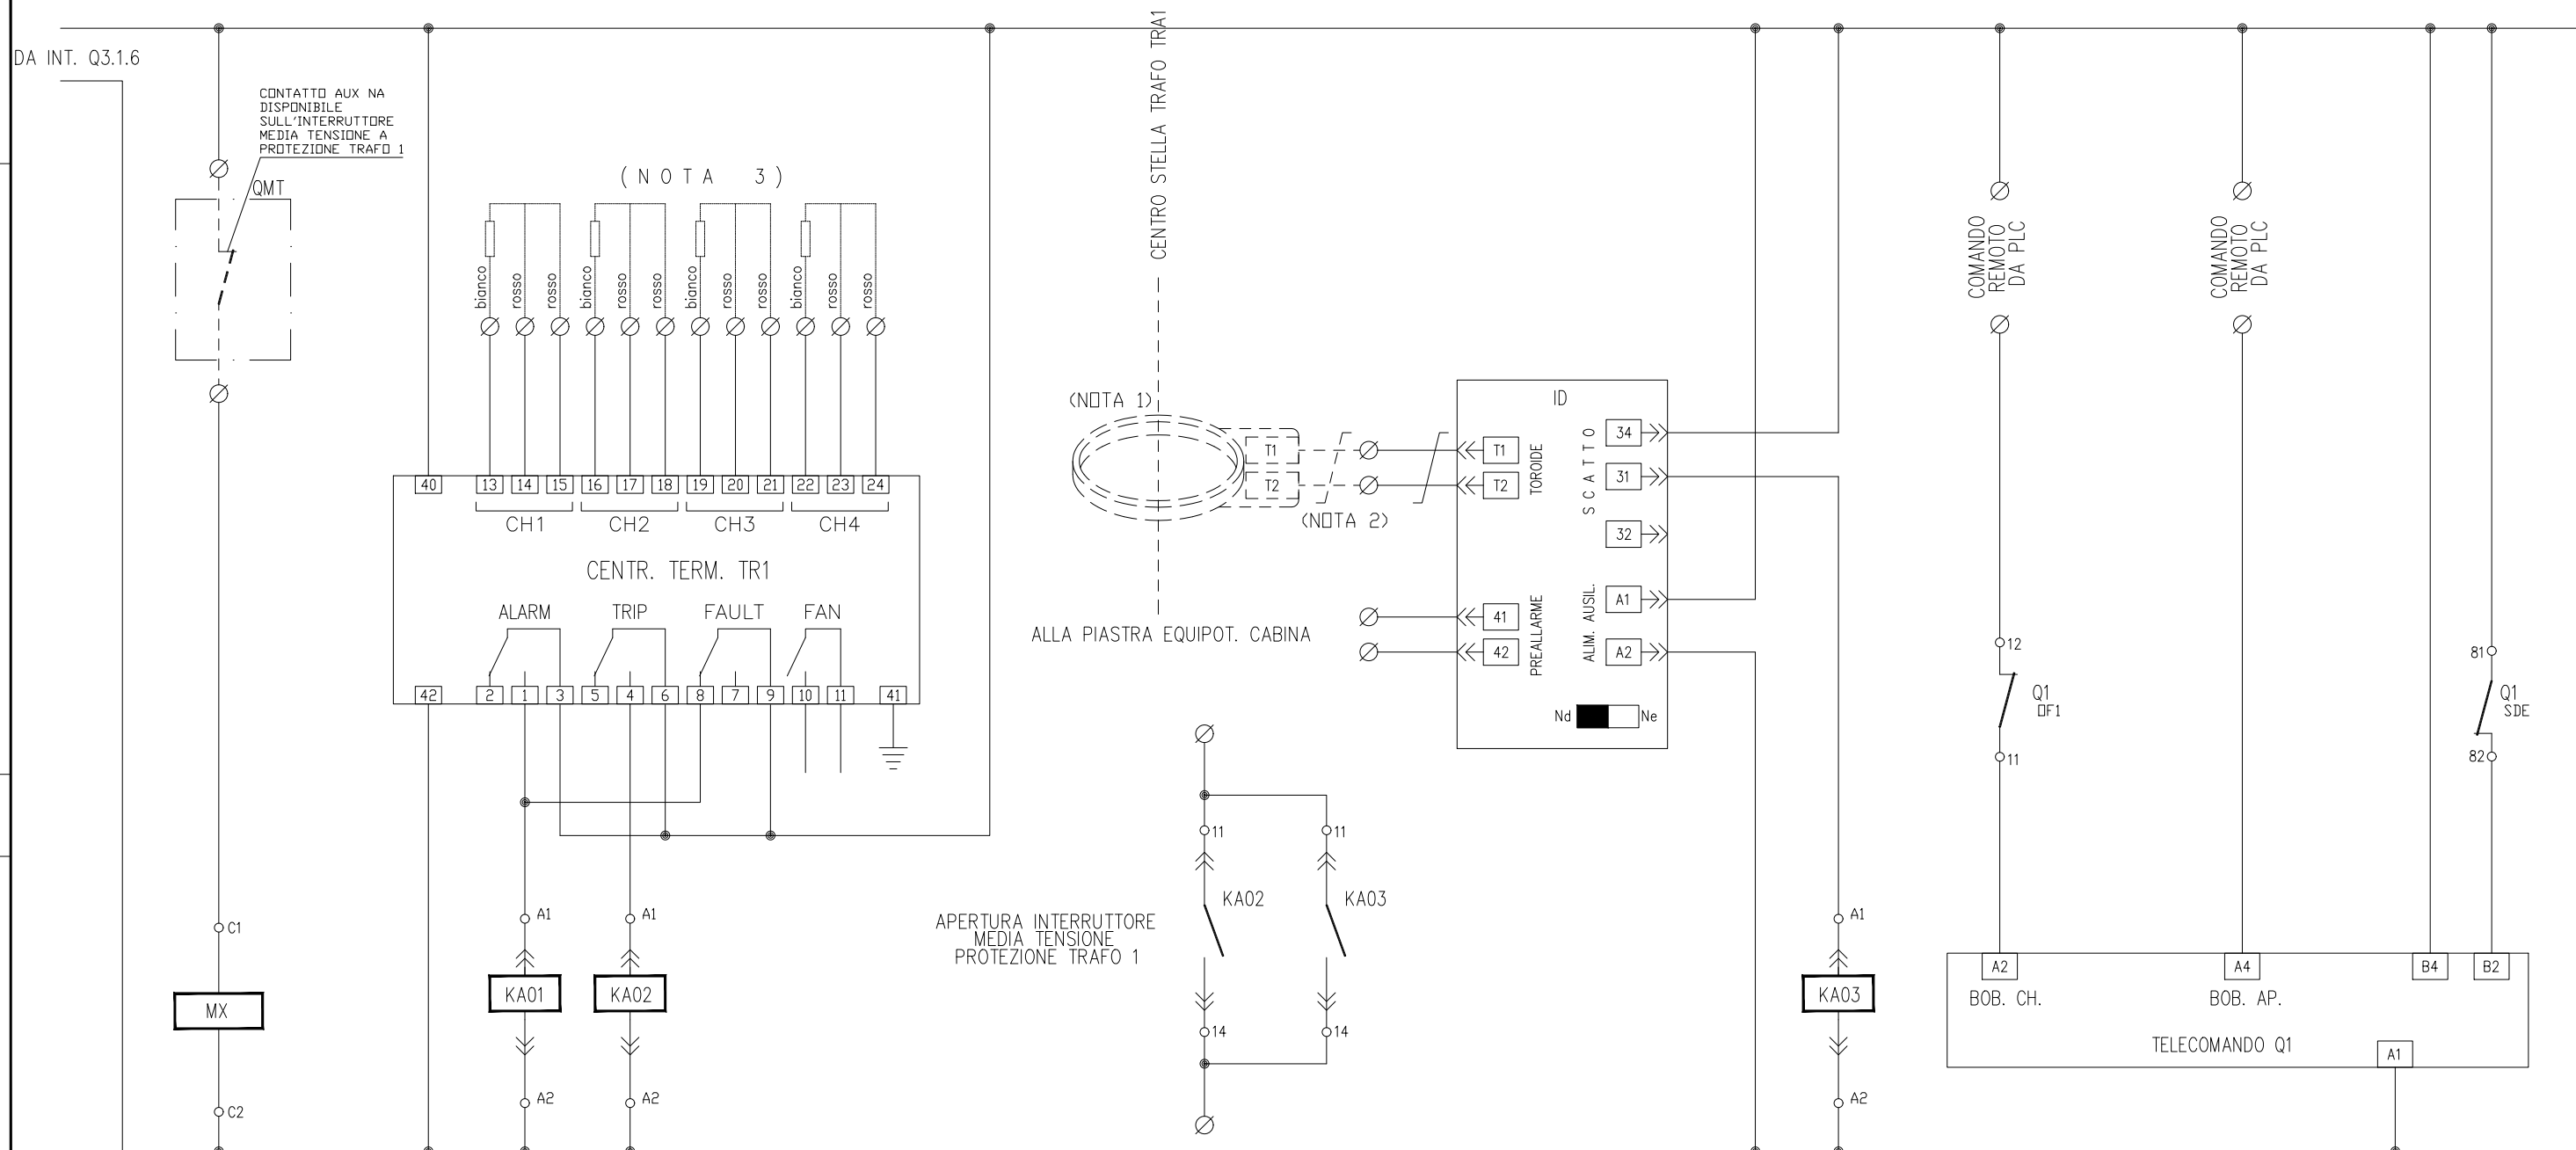 DA INT. Q3.1.6
CONTATTO AUX NA
DISPONIBILE
SULL'INTERRUTTORE
MEDIA TENSIONE A
PROTEZIONE TRAFO 1
QMT
C1
MX
C2
(NOTA 3)
bianco rosso rosso bianco rosso rosso bianco rosso rosso bianco rosso rosso
40 13 14 15 16 17 18 19 20 21 22 23 24
CH1 CH2 CH3 CH4
CENTR. TERM. TR1
ALARM TRIP FAULT FAN
42 2 1 3 5 4 6 8 7 9 10 11 41
A1 A1
KA01 KA02
A2 A2
CENTRO STELLA TRAFO TRA1
(NOTA 1)
T1
T2
(NOTA 2)
ALLA PIASTRA EQUIPOT. CABINA
ID
T1
T2
TOROIDE
SCATTO
34
31
32
41
42
PREALLARME
ALIM. AUSIL.
A1
A2
Nd Ne
11 11
KA02 KA03
APERTURA INTERRUTTORE
MEDIA TENSIONE
PROTEZIONE TRAFO 1
14 14
A1
KA03
A2
COMANDO
REMOTO
DA PLC
COMANDO
REMOTO
DA PLC
12
Q1
OF1
11
81
Q1
SDE
82
A2 A4 B4 B2
BOB. CH. BOB. AP.
TELECOMANDO Q1
A1